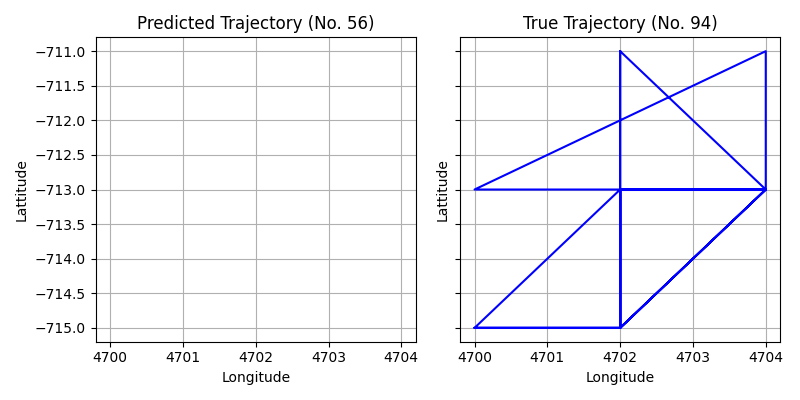 Predicted Trajectory (No. 56)
True Trajectory (No. 94)
−711.0
−711.5
−712.0
−712.5
−713.0
−713.5
−714.0
−714.5
−715.0
Lattitude
Lattitude
4700 4701 4702 4703 4704
4700 4701 4702 4703 4704
Longitude
Longitude